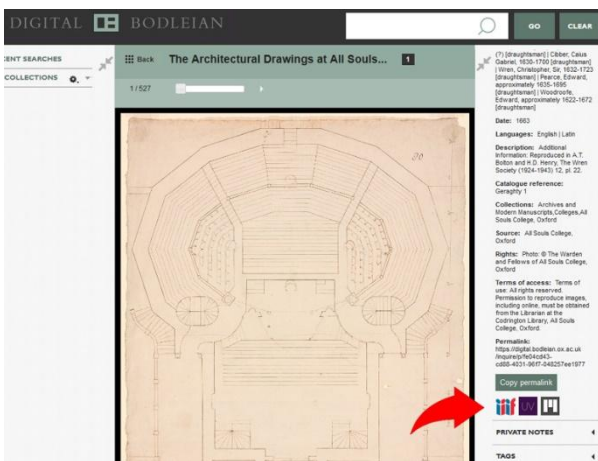 DIGITAL BODLEIAN
GO
CLEAR
CENT SEARCHES
COLLECTIONS
Back
The Architectural Drawings at All Souls...
1
1 / 527
(?) [draughtsman] | Cibber, Caius
Gabriel, 1630-1700 [draughtsman]
| Wren, Christopher, Sir, 1632-1723
[draughtsman] | Pearce, Edward,
approximately 1635-1695
[draughtsman] | Woodroofe,
Edward, approximately 1622-1672
[draughtsman]
Date: 1663
Languages: English | Latin
Description: Additional
Information: Reproduced in A.T.
Bolton and H.D. Henry, The Wren
Society (1924-1943) 12, pl. 22.
Catalogue reference:
Geraghty 1
Collections: Archives and
Modern Manuscripts,Colleges,All
Souls College, Oxford
Source: All Souls College,
Oxford
Rights: Photo: © The Warden
and Fellows of All Souls College,
Oxford
Terms of access: Terms of
use: All rights reserved.
Permission to reproduce images,
including online, must be obtained
from the Librarian at the
Codrington Library, All Souls
College, Oxford.
Permalink:
https://digital.bodleian.ox.ac.uk
/inquire/p/fe04cd43-
cd88-4031-96f7-048257ee1977
Copy permalink
iiif UV
PRIVATE NOTES
TAGS